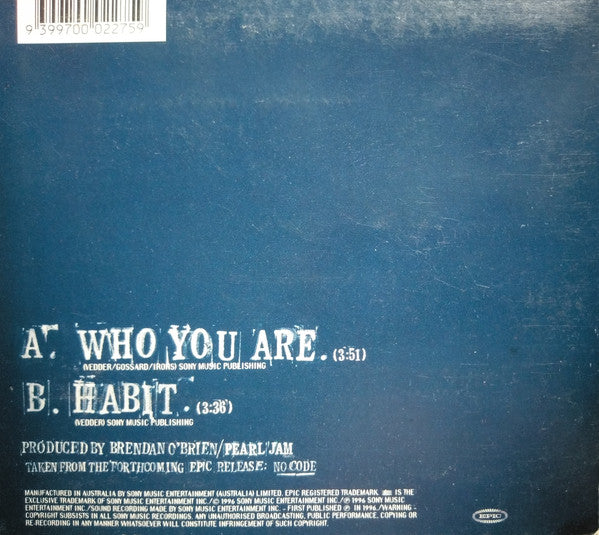 9 399700 022759
A. WHO YOU ARE. (3:51)
(VEDDER/GOSSARD/IRONS) SONY MUSIC PUBLISHING
B. HABIT. (3:36)
(VEDDER) SONY MUSIC PUBLISHING
PRODUCED BY BRENDAN O'BRIEN/PEARL JAM
TAKEN FROM THE FORTHCOMING EPIC RELEASE: NO CODE
MANUFACTURED IN AUSTRALIA BY SONY MUSIC ENTERTAINMENT (AUSTRALIA) LIMITED. EPIC REGISTERED TRADEMARK. IS THE
EXCLUSIVE TRADEMARK OF SONY MUSIC ENTERTAINMENT INC./© 1996 SONY MUSIC ENTERTAINMENT INC./℗ 1996 SONY MUSIC
ENTERTAINMENT INC./SOUND RECORDING MADE BY SONY MUSIC ENTERTAINMENT INC. - FIRST PUBLISHED ℗ IN 1996./WARNING -
COPYRIGHT SUBSISTS IN ALL SONY MUSIC RECORDINGS. ANY UNAUTHORISED BROADCASTING, PUBLIC PERFORMANCE, COPYING OR
RE-RECORDING IN ANY MANNER WHATSOEVER WILL CONSTITUTE INFRINGEMENT OF SUCH COPYRIGHT.
EPIC